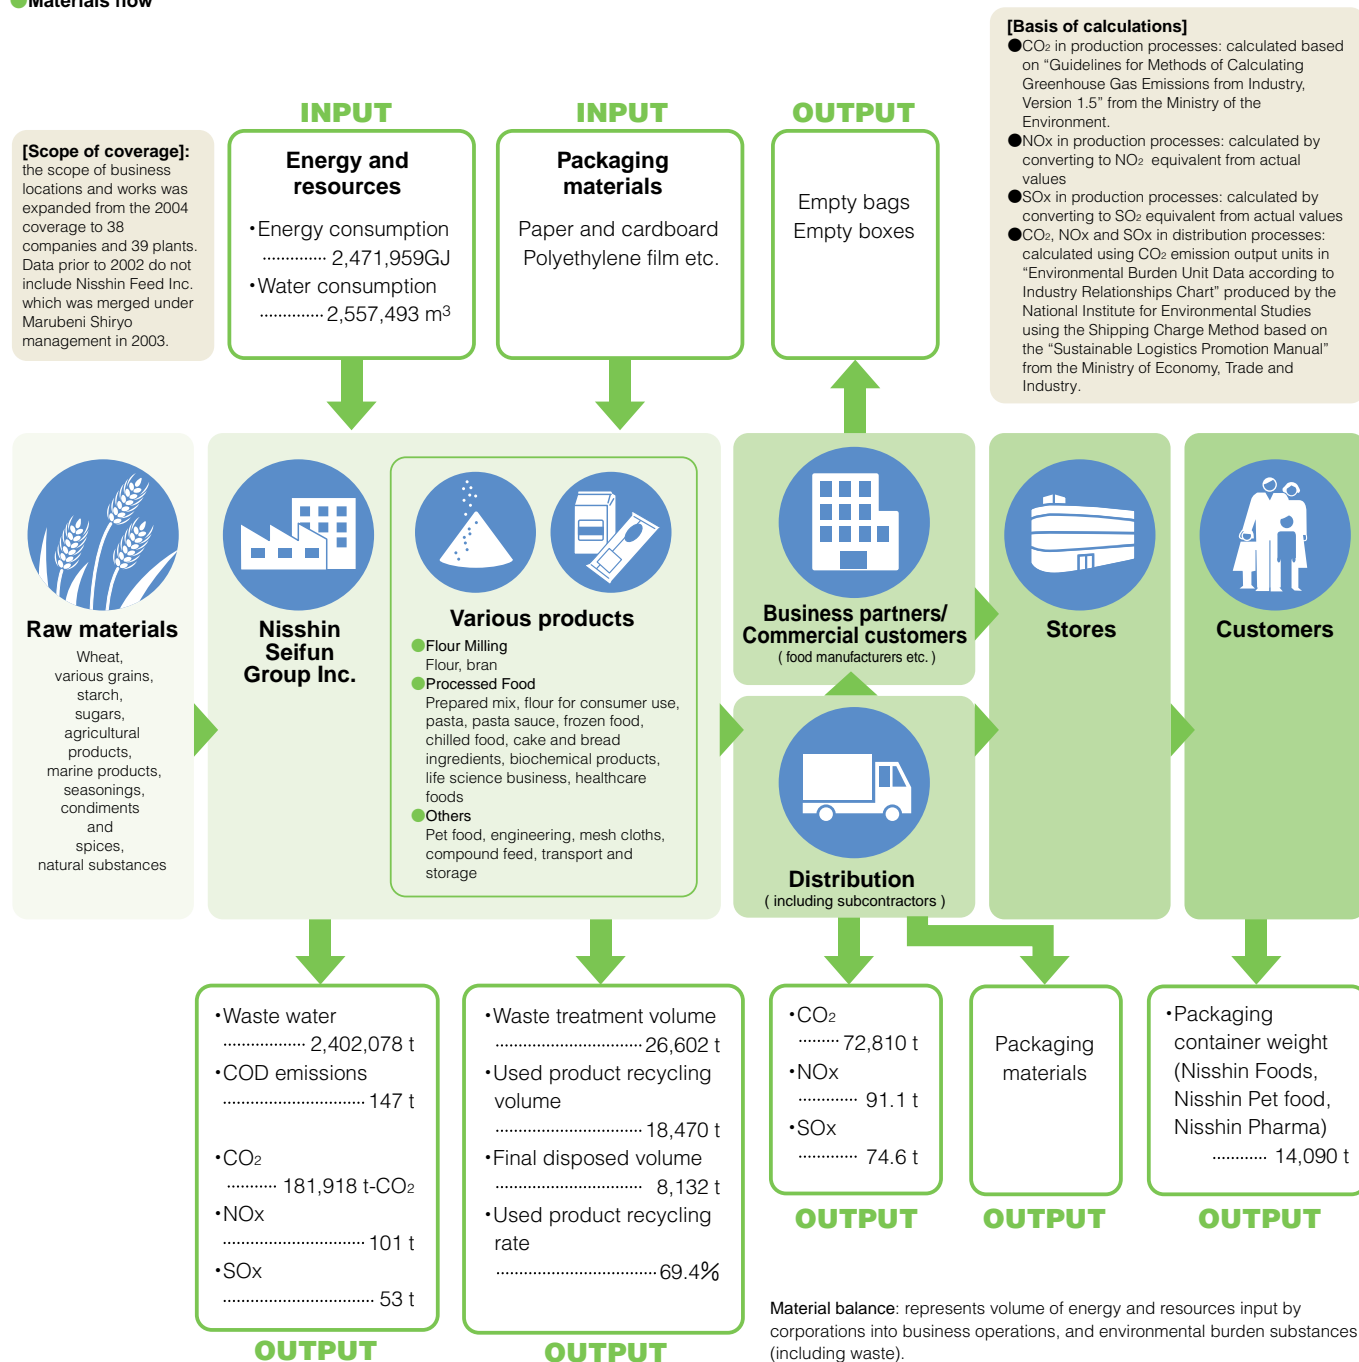 ●Materials flow
[Basis of calculations]
●CO2 in production processes: calculated based
on “Guidelines for Methods of Calculating
Greenhouse Gas Emissions from Industry,
Version 1.5” from the Ministry of the
Environment.
●NOx in production processes: calculated by
converting to NO2 equivalent from actual
values
●SOx in production processes: calculated by
converting to SO2 equivalent from actual values
●CO2, NOx and SOx in distribution processes:
calculated using CO2 emission output units in
“Environmental Burden Unit Data according to
Industry Relationships Chart” produced by the
National Institute for Environmental Studies
using the Shipping Charge Method based on
the “Sustainable Logistics Promotion Manual”
from the Ministry of Economy, Trade and
Industry.
[Scope of coverage]:
the scope of business
locations and works was
expanded from the 2004
coverage to 38
companies and 39 plants.
Data prior to 2002 do not
include Nisshin Feed Inc.
which was merged under
Marubeni Shiryo
management in 2003.
INPUT
Energy and
resources
・Energy consumption
·············· 2,471,959GJ
・Water consumption
·············· 2,557,493 m3
INPUT
Packaging
materials
Paper and cardboard
Polyethylene film etc.
OUTPUT
Empty bags
Empty boxes
Raw materials
Wheat,
various grains,
starch,
sugars,
agricultural
products,
marine products,
seasonings,
condiments
and
spices,
natural substances
Nisshin
Seifun
Group Inc.
Various products
●Flour Milling
Flour, bran
●Processed Food
Prepared mix, flour for consumer use,
pasta, pasta sauce, frozen food,
chilled food, cake and bread
ingredients, biochemical products,
life science business, healthcare
foods
●Others
Pet food, engineering, mesh cloths,
compound feed, transport and
storage
Business partners/
Commercial customers
( food manufacturers etc. )
Distribution
( including subcontractors )
Stores
Customers
・Waste water
·················· 2,402,078 t
・COD emissions
······························· 147 t
・CO2
··········· 181,918 t-CO2
・NOx
······························· 101 t
・SOx
································· 53 t
OUTPUT
・Waste treatment volume
································ 26,602 t
・Used product recycling
volume
································ 18,470 t
・Final disposed volume
································ 8,132 t
・Used product recycling
rate
··································· 69.4%
OUTPUT
・CO2
········· 72,810 t
・NOx
············· 91.1 t
・SOx
············· 74.6 t
OUTPUT
Packaging
materials
OUTPUT
・Packaging
container weight
(Nisshin Foods,
Nisshin Pet food,
Nisshin Pharma)
············ 14,090 t
OUTPUT
Material balance: represents volume of energy and resources input by
corporations into business operations, and environmental burden substances
(including waste).